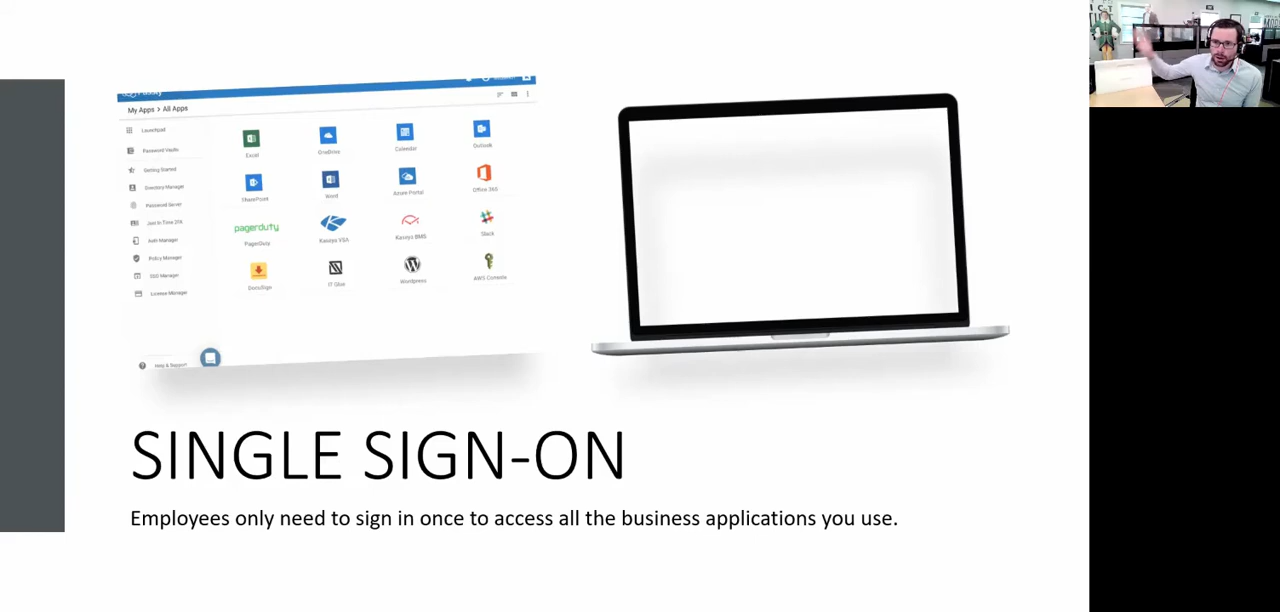 My Apps > All Apps
Launchpad
Password Vaults
Getting Started
Inventory Manager
Password Server
Just In Time 2FA
Auth Manager
Policy Manager
SSO Manager
License Manager
Help & Support
Excel
OneDrive
Calendar
Outlook
SharePoint
Word
Azure Portal
Office 365
pagerduty
PagerDuty
Kaseya VSA
Kaseya BMS
Slack
DocuSign
IT Glue
Wordpress
AWS Console
SINGLE SIGN-ON
Employees only need to sign in once to access all the business applications you use.